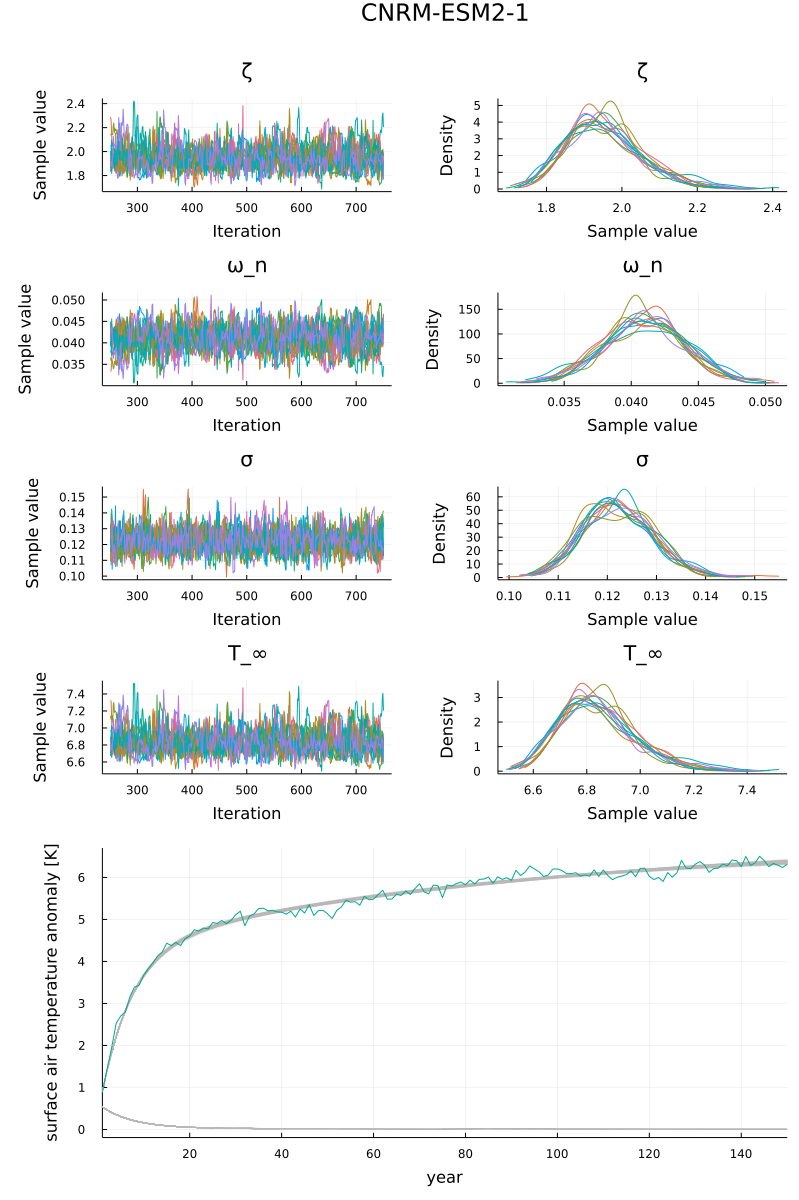 CNRM-ESM2-1
ζ
Sample value
2.4
2.2
2.0
1.8
300 400 500 600 700
Iteration
ζ
Density
5
4
3
2
1
0
1.8 2.0 2.2 2.4
Sample value
ω_n
Sample value
0.050
0.045
0.040
0.035
300 400 500 600 700
Iteration
ω_n
Density
150
100
50
0
0.035 0.040 0.045 0.050
Sample value
σ
Sample value
0.15
0.14
0.13
0.12
0.11
0.10
300 400 500 600 700
Iteration
σ
Density
60
50
40
30
20
10
0
0.10 0.11 0.12 0.13 0.14 0.15
Sample value
T_∞
Sample value
7.4
7.2
7.0
6.8
6.6
300 400 500 600 700
Iteration
T_∞
Density
3
2
1
0
6.6 6.8 7.0 7.2 7.4
Sample value
surface air temperature anomaly [K]
6
5
4
3
2
1
0
20 40 60 80 100 120 140
year